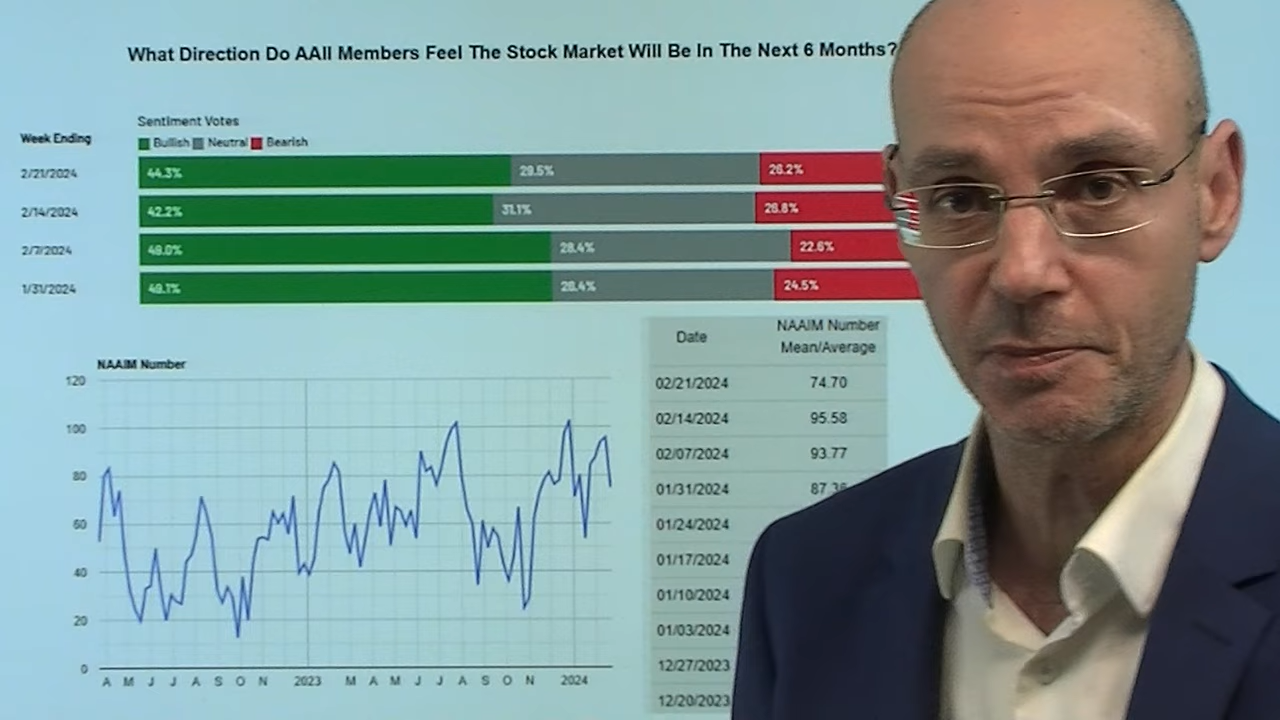 What Direction Do AAII Members Feel The Stock Market Will Be In The Next 6 Months?
Sentiment Votes
Week Ending
Bullish Neutral Bearish
2/21/2024 44.3% 29.5% 26.2%
2/14/2024 42.2% 31.1% 26.8%
2/7/2024 49.0% 28.4% 22.6%
1/31/2024 49.1% 26.4% 24.5%
NAAIM Number
120
100
80
60
40
20
0
A M J J A S O N 2023 M A M J J A S O N 2024
Date NAAIM Number
Mean/Average
02/21/2024 74.70
02/14/2024 95.58
02/07/2024 93.77
01/31/2024
01/24/2024
01/17/2024
01/10/2024
01/03/2024
12/27/2023
12/20/2023